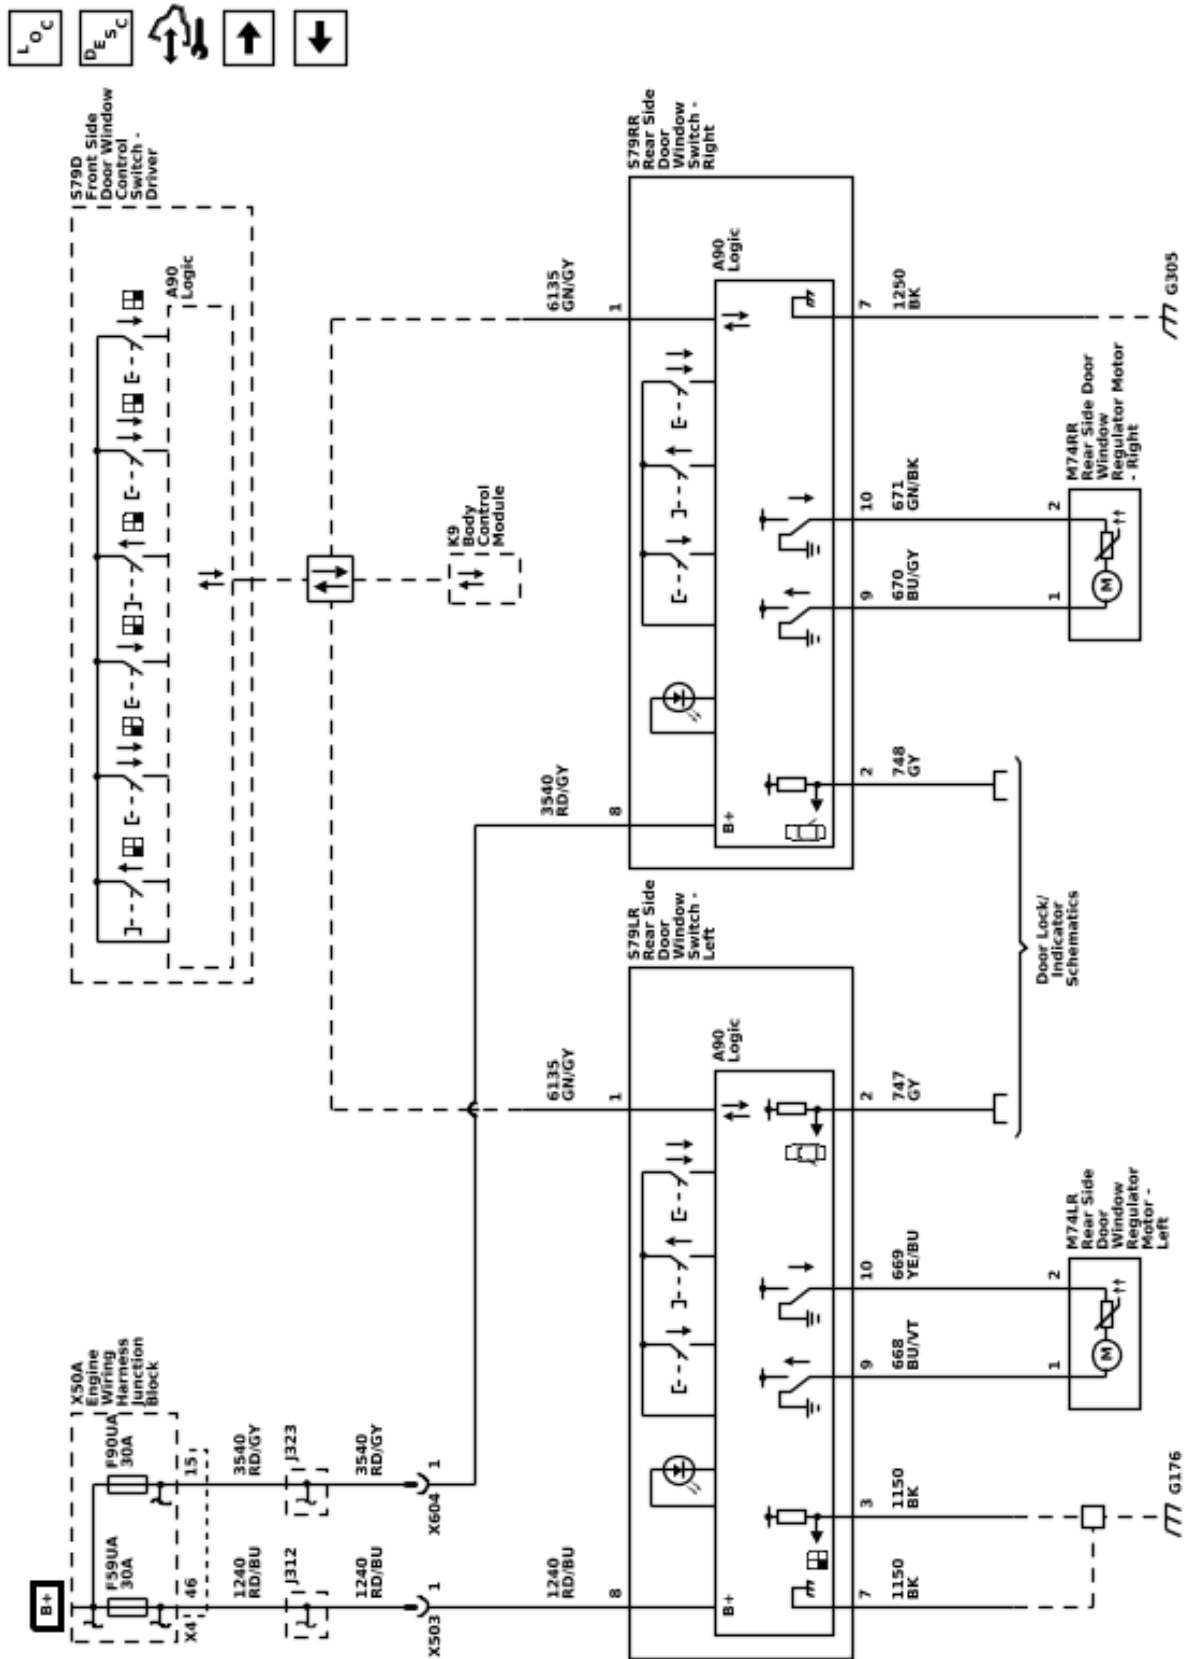 LOC
DESC
S79D
Front Side
Door Window
Control
Switch -
Driver
A90
Logic
K9
Body
Control
Module
X50A
Engine
Wiring
Harness
Junction
Block
B+
F59UA
30A
F90UA
30A
X4
46
15
1240
RD/BU
3540
RD/GY
J312
J323
1240
RD/BU
3540
RD/GY
X503
1
X604
1
1240
RD/BU
6135
GN/GY
3540
RD/GY
6135
GN/GY
8
1
8
1
S79LR
Rear Side
Door
Window
Switch -
Left
A90
Logic
B+
S79RR
Rear Side
Door
Window
Switch -
Right
A90
Logic
B+
7
3
9
10
2
2
9
10
7
1150
BK
1150
BK
668
BU/VT
669
YE/BU
747
GY
748
GY
670
BU/GY
671
GN/BK
1250
BK
1
2
M
M74LR
Rear Side
Door
Window
Regulator
Motor -
Left
Door Lock/
Indicator
Schematics
1
2
M
M74RR
Rear Side Door
Window
Regulator Motor
- Right
G176
G305